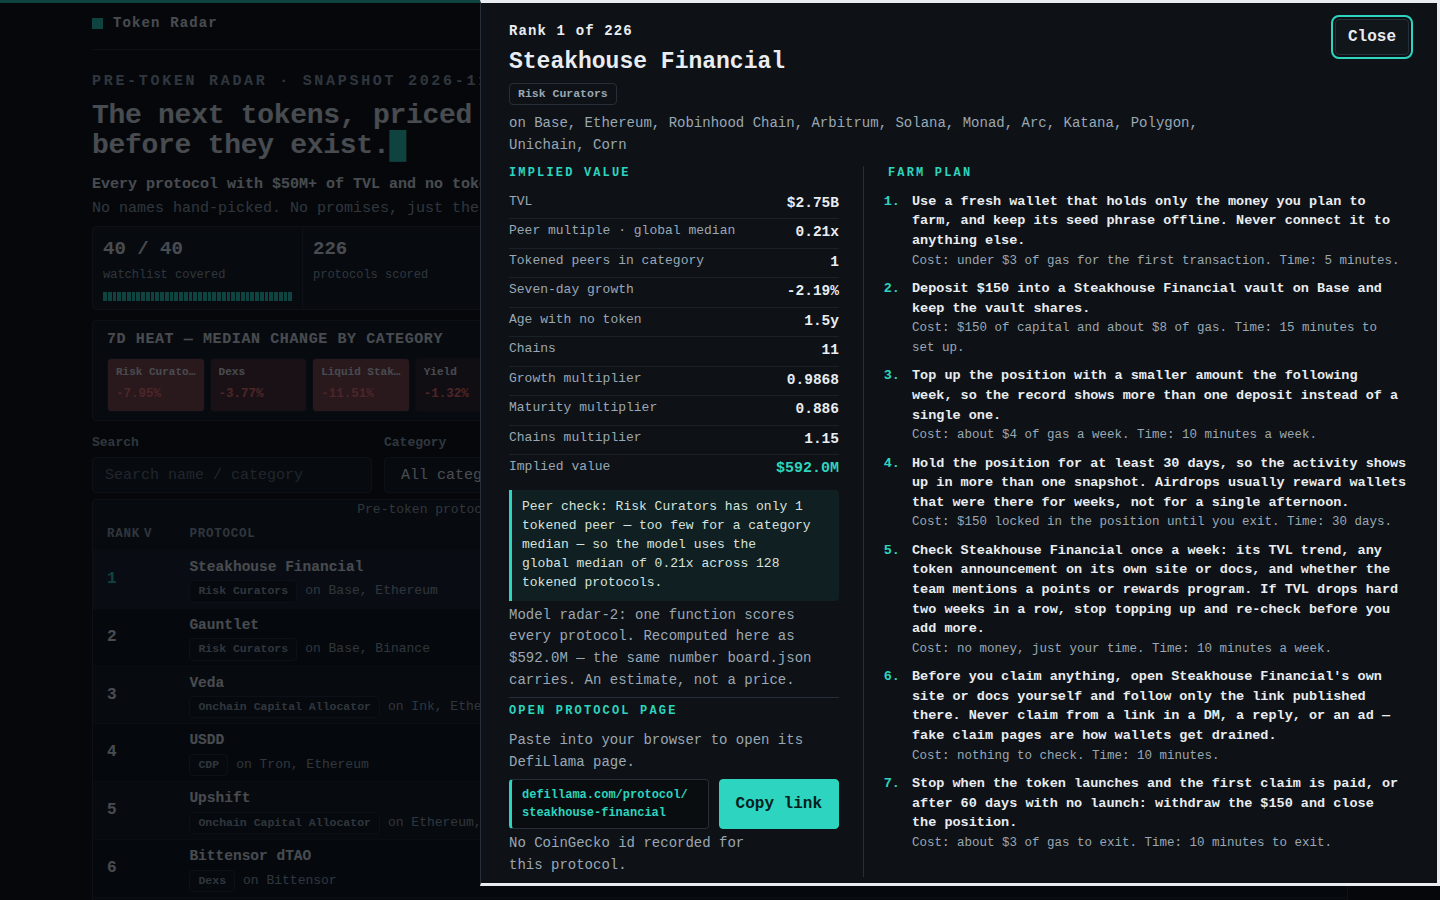 Token Radar
PRE-TOKEN RADAR · SNAPSHOT 2026-1
The next tokens, priced
before they exist.
Every protocol with $50M+ of TVL and no tok
No names hand-picked. No promises, just the
40 / 40
watchlist covered
226
protocols scored
7D HEAT — MEDIAN CHANGE BY CATEGORY
Risk Curato…
-7.95%
Dexs
-3.77%
Liquid Stak…
-11.51%
Yield
-1.32%
Search
Category
Search name / category
All categ
Pre-token protoc
RANK V
PROTOCOL
1
Steakhouse Financial
Risk Curators
on Base, Ethereum
2
Gauntlet
Risk Curators
on Base, Binance
3
Veda
Onchain Capital Allocator
on Ink, Ethe
4
USDD
CDP
on Tron, Ethereum
5
Upshift
Onchain Capital Allocator
on Ethereum,
6
Bittensor dTAO
Dexs
on Bittensor
Rank 1 of 226
Close
Steakhouse Financial
Risk Curators
on Base, Ethereum, Robinhood Chain, Arbitrum, Solana, Monad, Arc, Katana, Polygon,
Unichain, Corn
IMPLIED VALUE
TVL $2.75B
Peer multiple · global median 0.21x
Tokened peers in category 1
Seven-day growth -2.19%
Age with no token 1.5y
Chains 11
Growth multiplier 0.9868
Maturity multiplier 0.886
Chains multiplier 1.15
Implied value $592.0M
Peer check: Risk Curators has only 1
tokened peer — too few for a category
median — so the model uses the
global median of 0.21x across 128
tokened protocols.
Model radar-2: one function scores
every protocol. Recomputed here as
$592.0M — the same number board.json
carries. An estimate, not a price.
OPEN PROTOCOL PAGE
Paste into your browser to open its
DefiLlama page.
defillama.com/protocol/
steakhouse-financial
Copy link
No CoinGecko id recorded for
this protocol.
FARM PLAN
1. Use a fresh wallet that holds only the money you plan to
farm, and keep its seed phrase offline. Never connect it to
anything else.
Cost: under $3 of gas for the first transaction. Time: 5 minutes.
2. Deposit $150 into a Steakhouse Financial vault on Base and
keep the vault shares.
Cost: $150 of capital and about $8 of gas. Time: 15 minutes to
set up.
3. Top up the position with a smaller amount the following
week, so the record shows more than one deposit instead of a
single one.
Cost: about $4 of gas a week. Time: 10 minutes a week.
4. Hold the position for at least 30 days, so the activity shows
up in more than one snapshot. Airdrops usually reward wallets
that were there for weeks, not for a single afternoon.
Cost: $150 locked in the position until you exit. Time: 30 days.
5. Check Steakhouse Financial once a week: its TVL trend, any
token announcement on its own site or docs, and whether the
team mentions a points or rewards program. If TVL drops hard
two weeks in a row, stop topping up and re-check before you
add more.
Cost: no money, just your time. Time: 10 minutes a week.
6. Before you claim anything, open Steakhouse Financial's own
site or docs yourself and follow only the link published
there. Never claim from a link in a DM, a reply, or an ad —
fake claim pages are how wallets get drained.
Cost: nothing to check. Time: 10 minutes.
7. Stop when the token launches and the first claim is paid, or
after 60 days with no launch: withdraw the $150 and close
the position.
Cost: about $3 of gas to exit. Time: 10 minutes to exit.